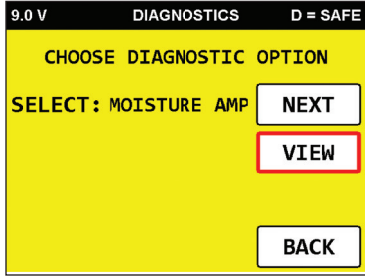 9.0 V DIAGNOSTICS D = SAFE
CHOOSE DIAGNOSTIC OPTION
SELECT: MOISTURE AMP NEXT
VIEW
BACK